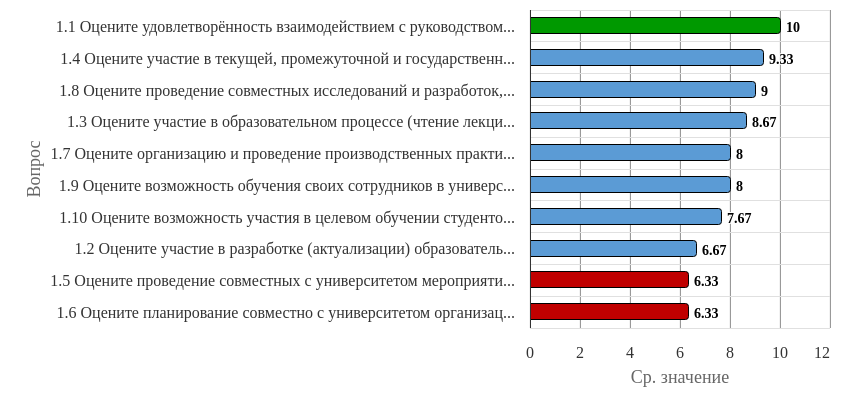 1.1 Оцените удовлетворённость взаимодействием с руководством... 10
1.4 Оцените участие в текущей, промежуточной и государственн... 9.33
1.8 Оцените проведение совместных исследований и разработок,... 9
1.3 Оцените участие в образовательном процессе (чтение лекци... 8.67
1.7 Оцените организацию и проведение производственных практи... 8
1.9 Оцените возможность обучения своих сотрудников в универс... 8
1.10 Оцените возможность участия в целевом обучении студенто... 7.67
1.2 Оцените участие в разработке (актуализации) образователь... 6.67
1.5 Оцените проведение совместных с университетом мероприяти... 6.33
1.6 Оцените планирование совместно с университетом организац... 6.33
Вопрос
0 2 4 6 8 10 12
Ср. значение